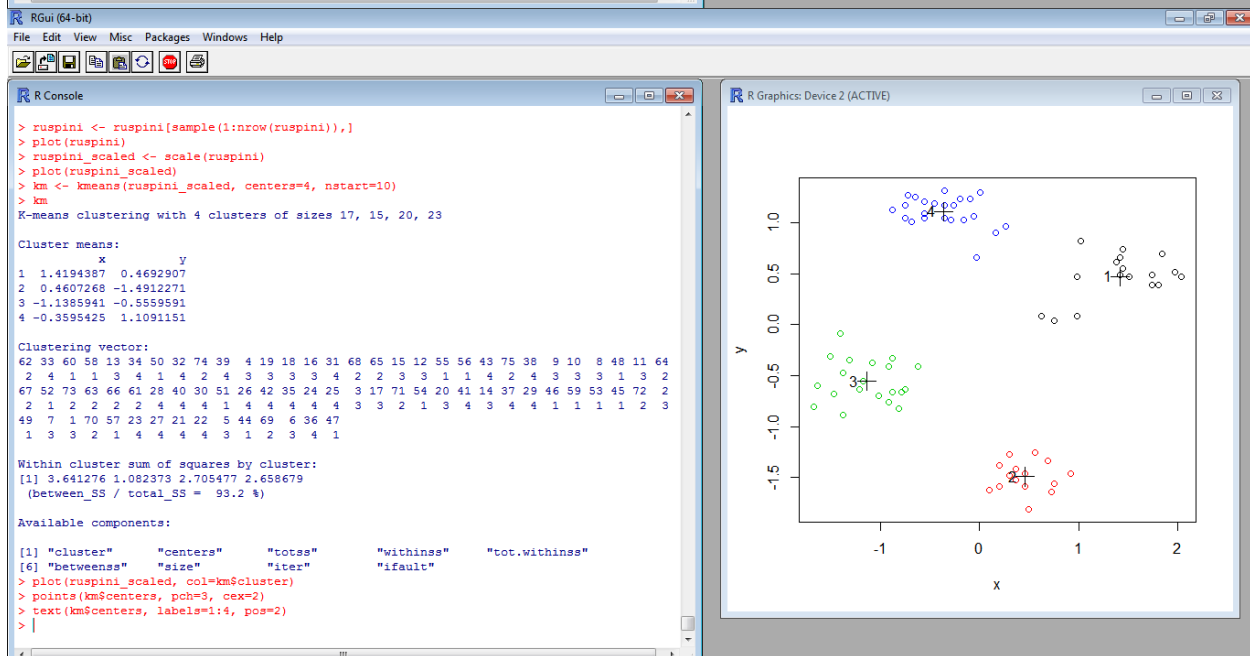 RGui (64-bit)
File Edit View Misc Packages Windows Help
STOP
R Console
> ruspini <- ruspini[sample(1:nrow(ruspini)),]
> plot(ruspini)
> ruspini_scaled <- scale(ruspini)
> plot(ruspini_scaled)
> km <- kmeans(ruspini_scaled, centers=4, nstart=10)
> km
K-means clustering with 4 clusters of sizes 17, 15, 20, 23
Cluster means:
x y
1 1.4194387 0.4692907
2 0.4607268 -1.4912271
3 -1.1385941 -0.5559591
4 -0.3595425 1.1091151
Clustering vector:
62 33 60 58 13 34 50 32 74 39 4 19 18 16 31 68 65 15 12 55 56 43 75 38 9 10 8 48 11 64
2 4 1 1 3 4 1 4 2 4 3 3 3 3 4 2 2 3 3 1 1 4 2 4 3 3 3 1 3 2
67 52 73 63 66 61 28 40 30 51 26 42 35 24 25 3 17 71 54 20 41 14 37 29 46 59 53 45 72 2
2 1 2 2 2 2 4 4 4 1 4 4 4 4 4 3 3 2 1 3 4 3 4 4 1 1 1 1 2 3
49 7 1 70 57 23 27 21 22 5 44 69 6 36 47
1 3 3 2 1 4 4 4 4 3 1 2 3 4 1
Within cluster sum of squares by cluster:
[1] 3.641276 1.082373 2.705477 2.658679
(between_SS / total_SS = 93.2 %)
Available components:
[1] "cluster" "centers" "totss" "withinss" "tot.withinss"
[6] "betweenss" "size" "iter" "ifault"
> plot(ruspini_scaled, col=km$cluster)
> points(km$centers, pch=3, cex=2)
> text(km$centers, labels=1:4, pos=2)
>
R Graphics: Device 2 (ACTIVE)
1.0
0.5
0.0
-0.5
-1.0
-1.5
y
4
1
3
2
-1 0 1 2
x